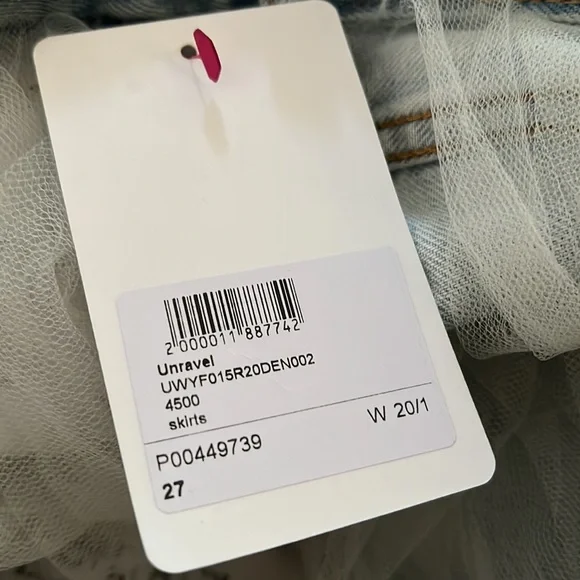 2 000011 887742
Unravel
UWYF015R20DEN002
4500
skirts
W 20/1
P00449739
27